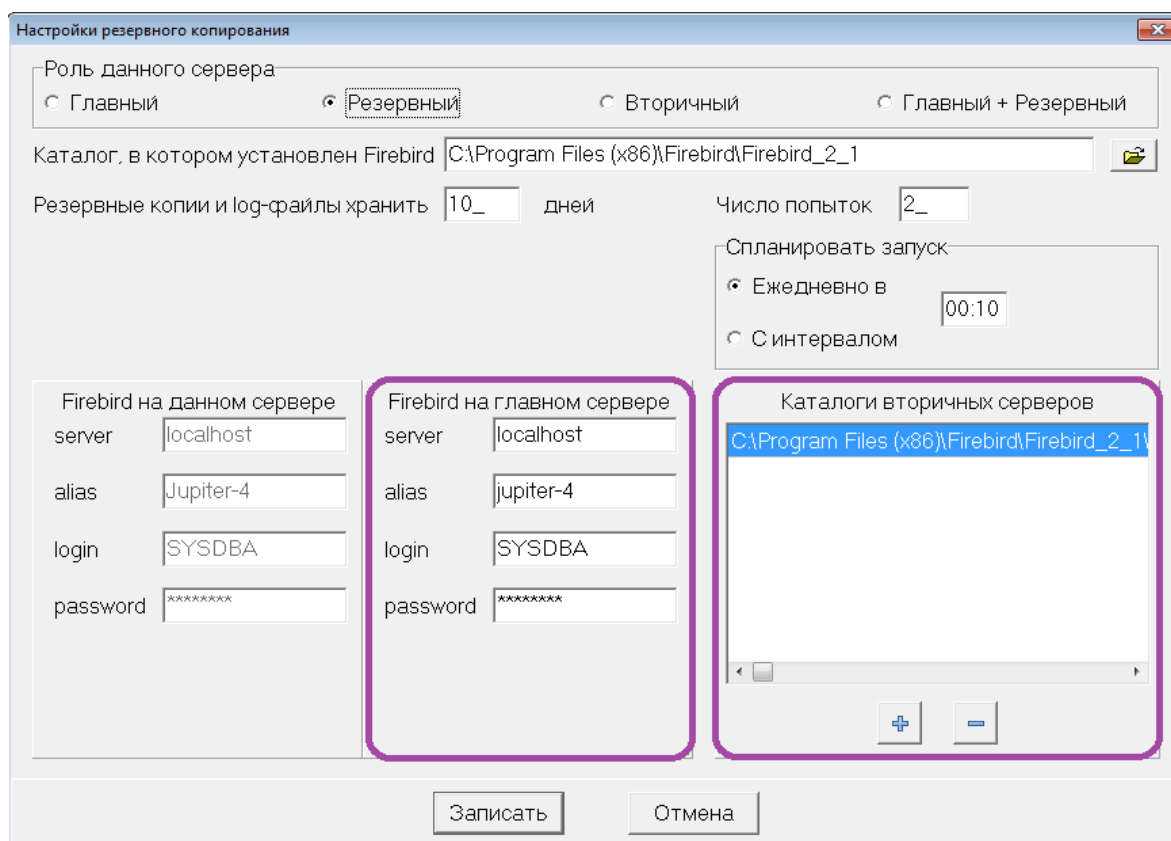 Настройки резервного копирования
Роль данного сервера
Главный Резервный Вторичный Главный + Резервный
Каталог, в котором установлен Firebird C:\Program Files (x86)\Firebird\Firebird_2_1
Резервные копии и log-файлы хранить 10_ дней Число попыток 2_
Спланировать запуск
Ежедневно в
00:10
С интервалом
Firebird на данном сервере
server localhost
alias Jupiter-4
login SYSDBA
password ********
Firebird на главном сервере
server localhost
alias jupiter-4
login SYSDBA
password ********
Каталоги вторичных серверов
C:\Program Files (x86)\Firebird\Firebird_2_1\
Записать Отмена